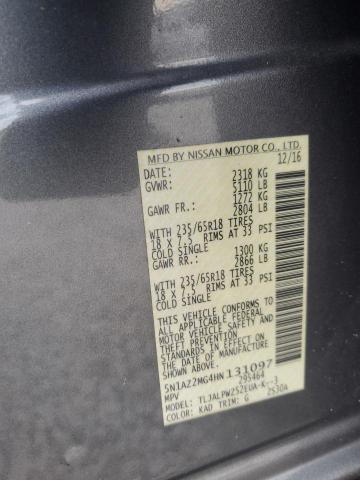 MFD BY NISSAN MOTOR CO., LTD.
DATE: 12/16
GVWR: 2318 KG
5110 LB
GAWR FR.: 1272 KG
2804 LB
WITH 235/65R18 TIRES
18 X 7.5 RIMS AT 33 PSI
COLD SINGLE
GAWR RR.: 1300 KG
2866 LB
WITH 235/65R18 TIRES
18 X 7.5 RIMS AT 33 PSI
COLD SINGLE
THIS VEHICLE CONFORMS TO
ALL APPLICABLE FEDERAL
MOTOR VEHICLE SAFETY AND
THEFT PREVENTION STANDARDS
IN EFFECT ON THE DATE OF
MANUFACTURE SHOWN ABOVE.
5N1AZ2MG4HN131097
MPV 295464
MODEL: TLJALPW252EUA-K--3
COLOR: KAD TRIM: G 2530A